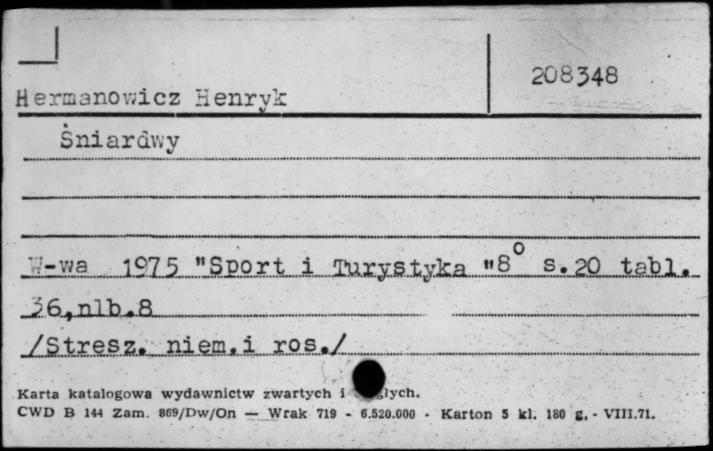 208348
Hermanowicz Henryk
Śniardwy
W-wa 1975 "Sport i Turystyka "8° s.20 tabl.
36,nlb.8
/Stresz. niem.i ros./
Karta katalogowa wydawnictw zwartych i
CWD B 144 Zam. 869/Dw/On — Wrak 719 - 6.520.000 - Karton 5 kl. 180 g. - VIII.71.